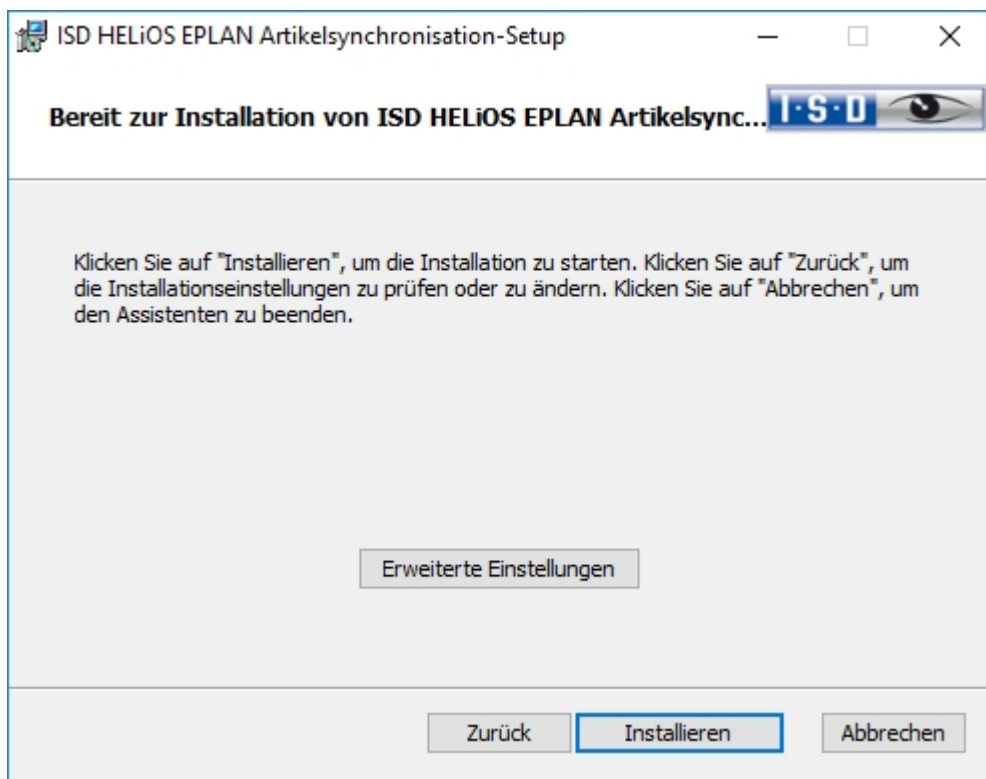 ISD HELiOS EPLAN Artikelsynchronisation-Setup
Bereit zur Installation von ISD HELiOS EPLAN Artikelsync...
I·S·D
Klicken Sie auf "Installieren", um die Installation zu starten. Klicken Sie auf "Zurück", um
die Installationseinstellungen zu prüfen oder zu ändern. Klicken Sie auf "Abbrechen", um
den Assistenten zu beenden.
Erweiterte Einstellungen
Zurück
Installieren
Abbrechen